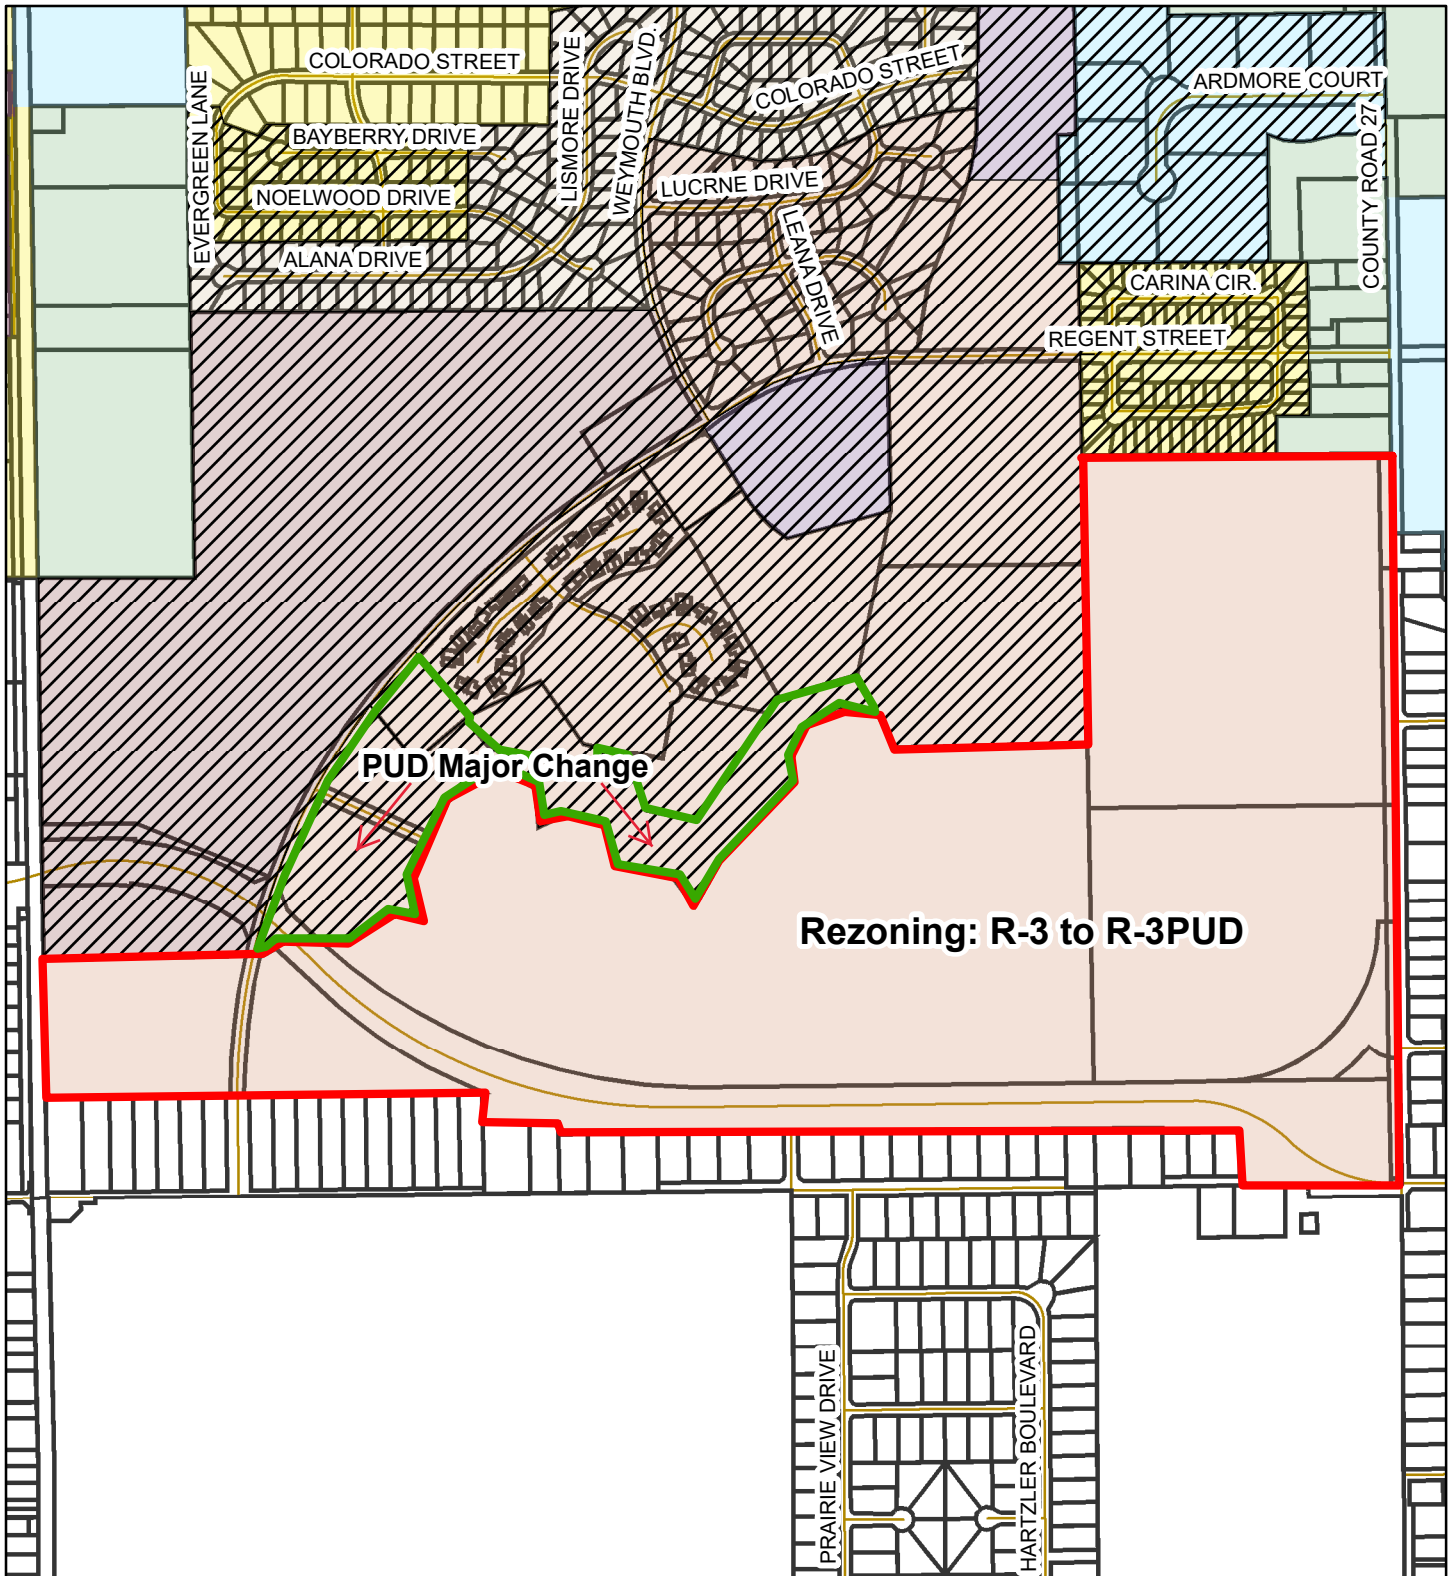 COLORADO STREET
LISMORE DRIVE
WEYMOUTH BLVD.
COLORADO STREET
ARDMORE COURT
EVERGREEN LANE
BAYBERRY DRIVE
COUNTY ROAD 27
NOELWOOD DRIVE
LUCRNE DRIVE
LEANA DRIVE
ALANA DRIVE
CARINA CIR.
REGENT STREET
PUD Major Change
Rezoning: R-3 to R-3PUD
PRAIRIE VIEW DRIVE
HARTZLER BOULEVARD